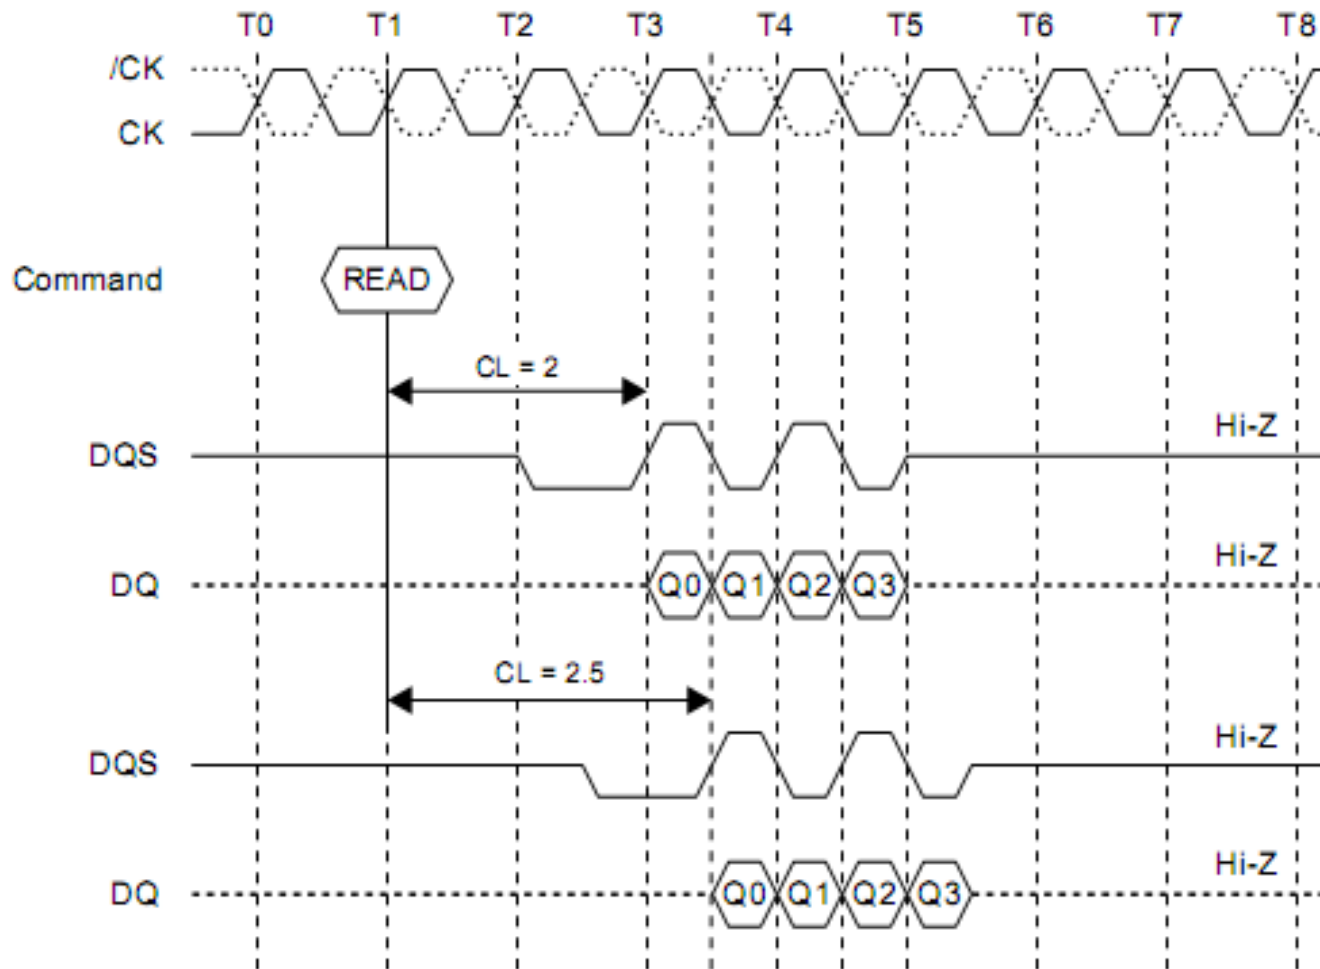 T0 T1 T2 T3 T4 T5 T6 T7 T8
/CK
CK
Command READ
CL = 2
Hi-Z
DQS
Hi-Z
DQ Q0 Q1 Q2 Q3
CL = 2.5
Hi-Z
DQS
Hi-Z
DQ Q0 Q1 Q2 Q3